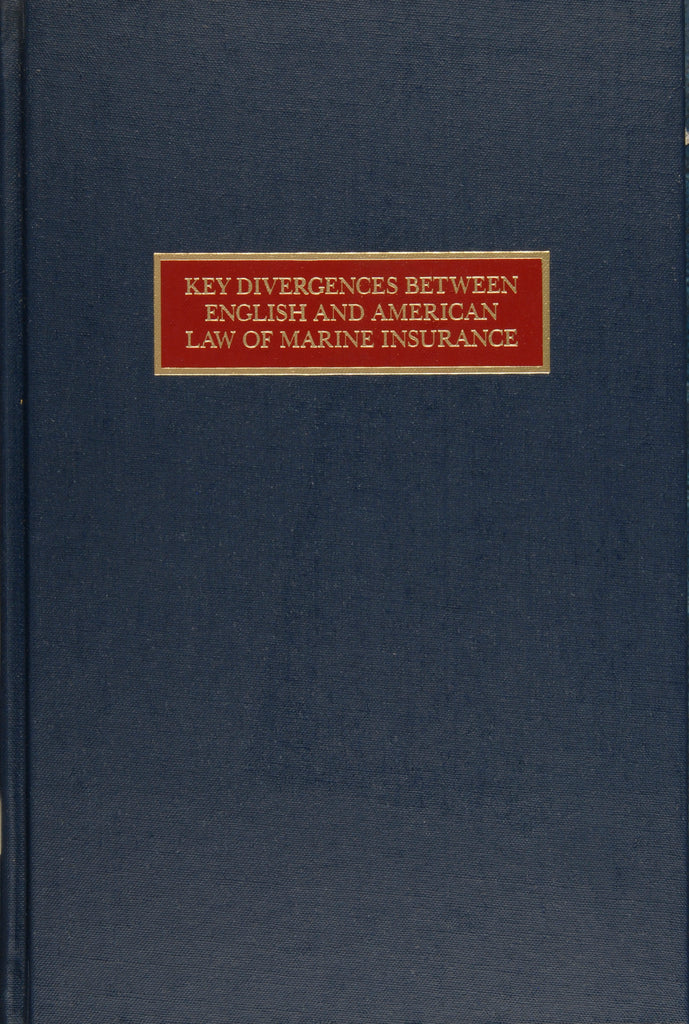 KEY DIVERGENCES BETWEEN
ENGLISH AND AMERICAN
LAW OF MARINE INSURANCE